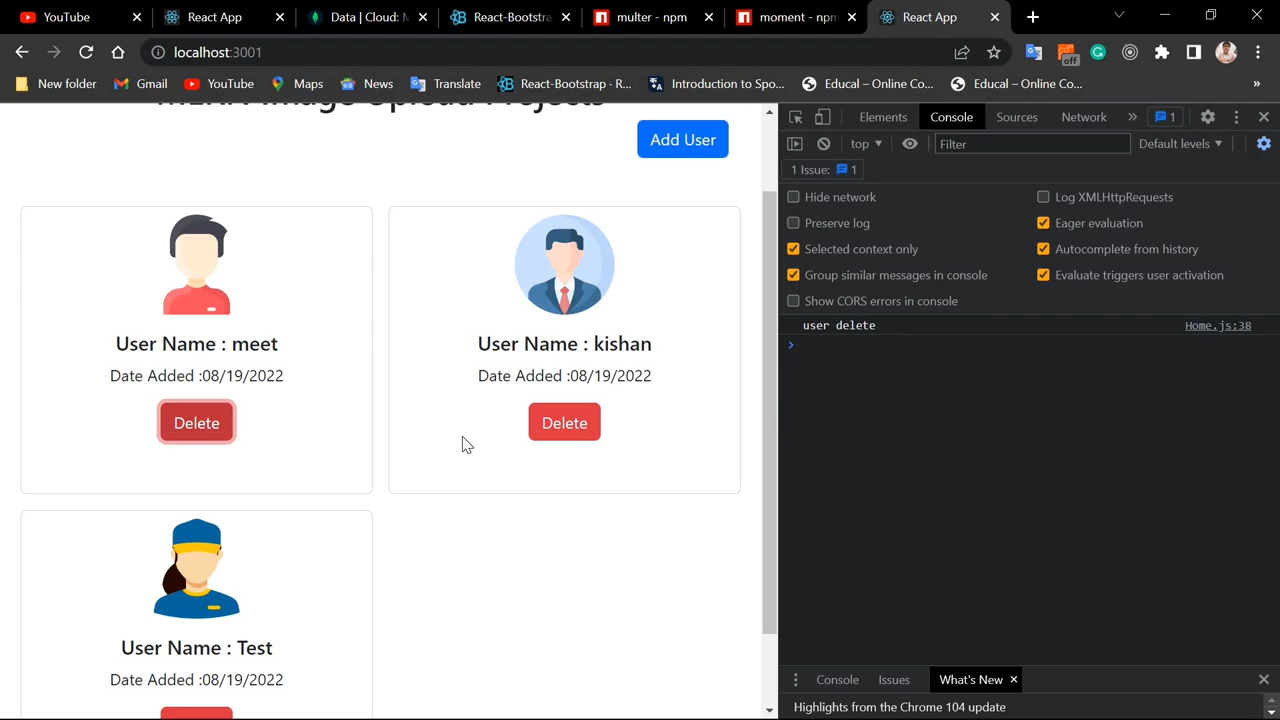 YouTube
React App
Data | Cloud: M
React-Bootstra
multer - npm
moment - npm
React App
localhost:3001
off
New folder
Gmail
YouTube
Maps
News
Translate
React-Bootstrap · R...
Introduction to Spo...
Educal – Online Co...
Educal – Online Co...
»
MERN Image Upload Projects
Add User
User Name : meet
Date Added :08/19/2022
Delete
User Name : kishan
Date Added :08/19/2022
Delete
User Name : Test
Date Added :08/19/2022
Elements
Console
Sources
Network
»
1
top
Filter
Default levels
1 Issue:
1
Hide network
Log XMLHttpRequests
Preserve log
Eager evaluation
Selected context only
Autocomplete from history
Group similar messages in console
Evaluate triggers user activation
Show CORS errors in console
user delete
Home.js:38
Console
Issues
What's New
Highlights from the Chrome 104 update